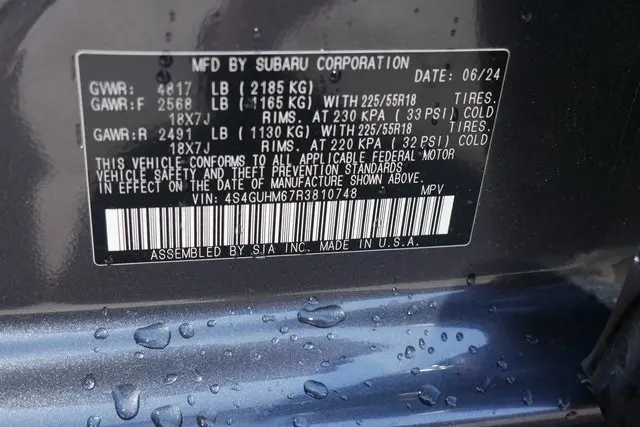 MFD BY SUBARU CORPORATION
DATE: 06/24
GVWR: 4817 LB (2185 KG)
GAWR:F 2568 LB (1165 KG) WITH 225/55R18 TIRES.
18X7J RIMS. AT 230 KPA (33 PSI) COLD
GAWR:R 2491 LB (1130 KG) WITH 225/55R18 TIRES.
18X7J RIMS. AT 220 KPA (32 PSI) COLD
THIS VEHICLE CONFORMS TO ALL APPLICABLE FEDERAL MOTOR
VEHICLE SAFETY AND THEFT PREVENTION STANDARDS
IN EFFECT ON THE DATE OF MANUFACTURE SHOWN ABOVE.
VIN: 4S4GUHM67R3810748 MPV
ASSEMBLED BY SIA INC. MADE IN U.S.A.